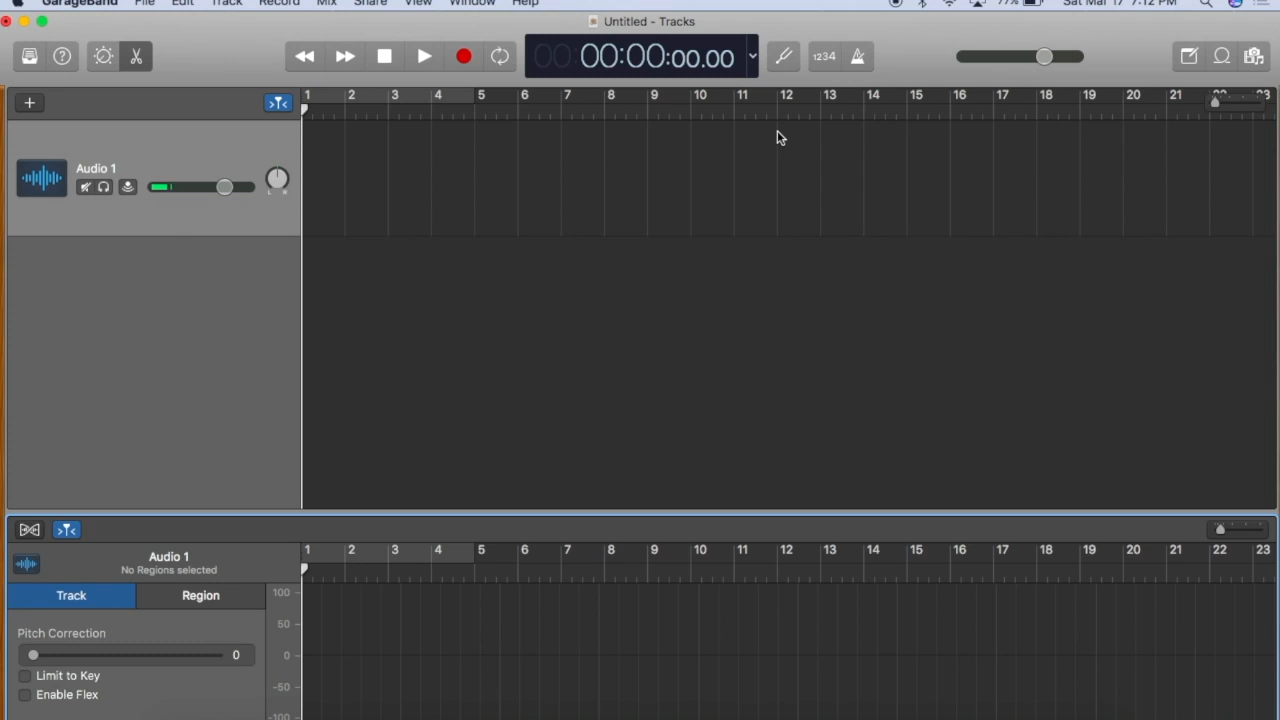 GarageBand File Edit Track Record Mix Share View Window Help 77% Sat Mar 17 7:12 PM
Untitled - Tracks
00:00:00.00 1234
1 2 3 4 5 6 7 8 9 10 11 12 13 14 15 16 17 18 19 20 21 22 23
Audio 1
L R
1 2 3 4 5 6 7 8 9 10 11 12 13 14 15 16 17 18 19 20 21 22 23
Audio 1
No Regions selected
Track Region
100
50
Pitch Correction
0 0
Limit to Key
-50
Enable Flex
-100